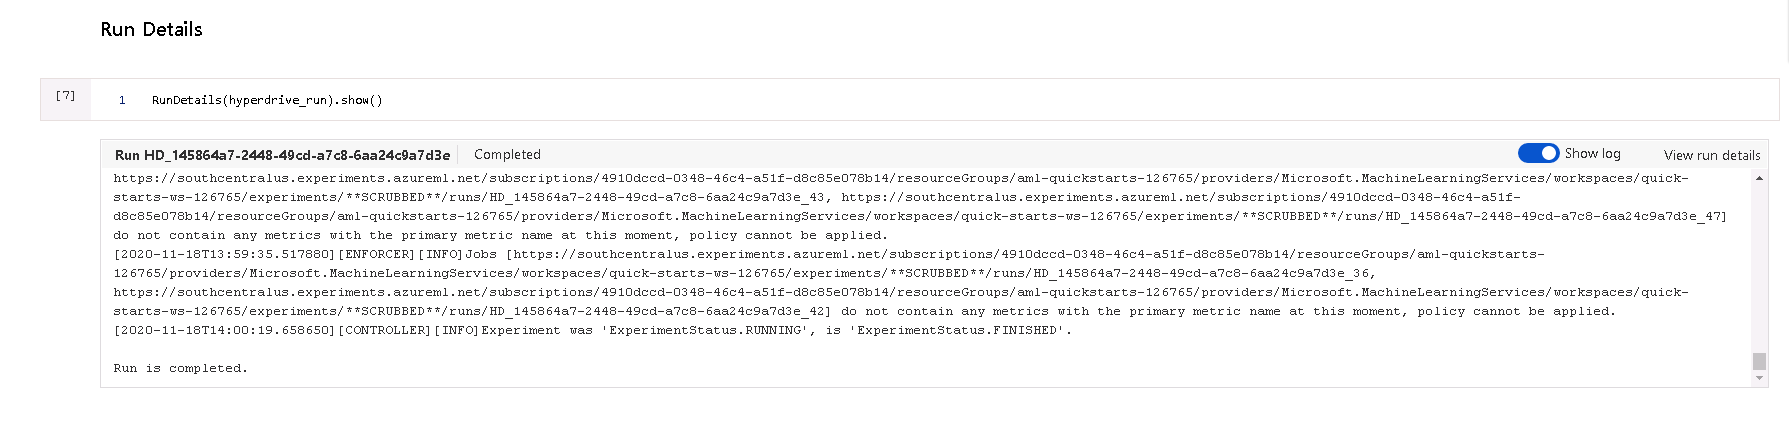 Run Details
[7] 1 RunDetails(hyperdrive_run).show()
Run HD_145864a7-2448-49cd-a7c8-6aa24c9a7d3e Completed Show log View run details
https://southcentralus.experiments.azureml.net/subscriptions/4910dccd-0348-46c4-a51f-d8c85e078b14/resourceGroups/aml-quickstarts-126765/providers/Microsoft.MachineLearningServices/workspaces/quick-
starts-ws-126765/experiments/**SCRUBBED**/runs/HD_145864a7-2448-49cd-a7c8-6aa24c9a7d3e_43, https://southcentralus.experiments.azureml.net/subscriptions/4910dccd-0348-46c4-a51f-
d8c85e078b14/resourceGroups/aml-quickstarts-126765/providers/Microsoft.MachineLearningServices/workspaces/quick-starts-ws-126765/experiments/**SCRUBBED**/runs/HD_145864a7-2448-49cd-a7c8-6aa24c9a7d3e_47]
do not contain any metrics with the primary metric name at this moment, policy cannot be applied.
[2020-11-18T13:59:35.517880][ENFORCER][INFO]Jobs [https://southcentralus.experiments.azureml.net/subscriptions/4910dccd-0348-46c4-a51f-d8c85e078b14/resourceGroups/aml-quickstarts-
126765/providers/Microsoft.MachineLearningServices/workspaces/quick-starts-ws-126765/experiments/**SCRUBBED**/runs/HD_145864a7-2448-49cd-a7c8-6aa24c9a7d3e_36,
https://southcentralus.experiments.azureml.net/subscriptions/4910dccd-0348-46c4-a51f-d8c85e078b14/resourceGroups/aml-quickstarts-126765/providers/Microsoft.MachineLearningServices/workspaces/quick-
starts-ws-126765/experiments/**SCRUBBED**/runs/HD_145864a7-2448-49cd-a7c8-6aa24c9a7d3e_42] do not contain any metrics with the primary metric name at this moment, policy cannot be applied.
[2020-11-18T14:00:19.658650][CONTROLLER][INFO]Experiment was 'ExperimentStatus.RUNNING', is 'ExperimentStatus.FINISHED'.
Run is completed.